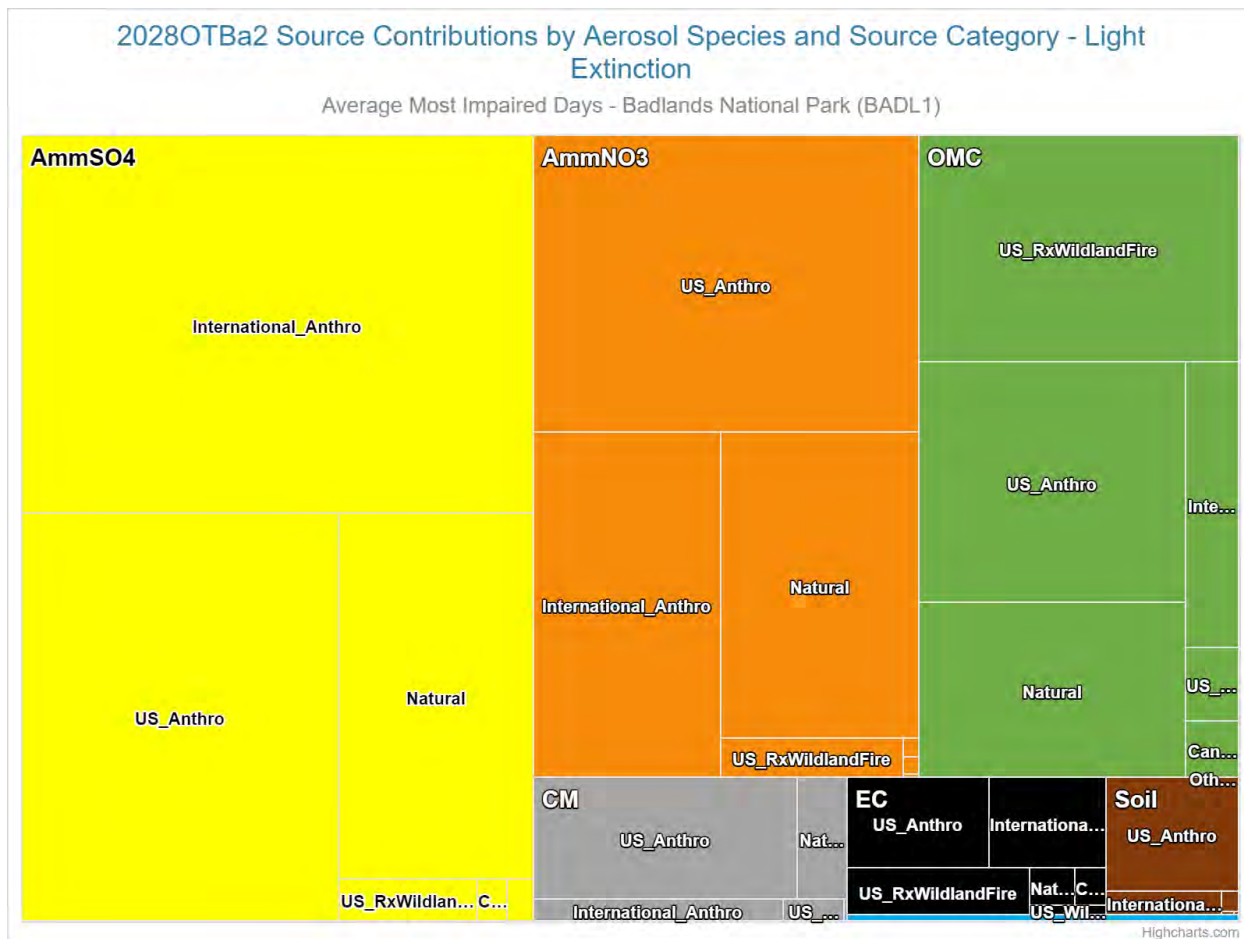 2028OTBa2 Source Contributions by Aerosol Species and Source Category - Light
Extinction
Average Most Impaired Days - Badlands National Park (BADL1)
AmmSO4
International_Anthro
US_Anthro
Natural
US_RxWildlan... C...
AmmNO3
US_Anthro
International_Anthro
Natural
US_RxWildlandFire
OMC
US_RxWildlandFire
US_Anthro
Inte...
Natural
US_...
Can...
Oth...
CM
US_Anthro
Nat...
International_Anthro
US_...
EC
US_Anthro
Internationa...
US_RxWildlandFire
Nat...
C...
US_Wil...
Soil
US_Anthro
Internationa...
Highcharts.com